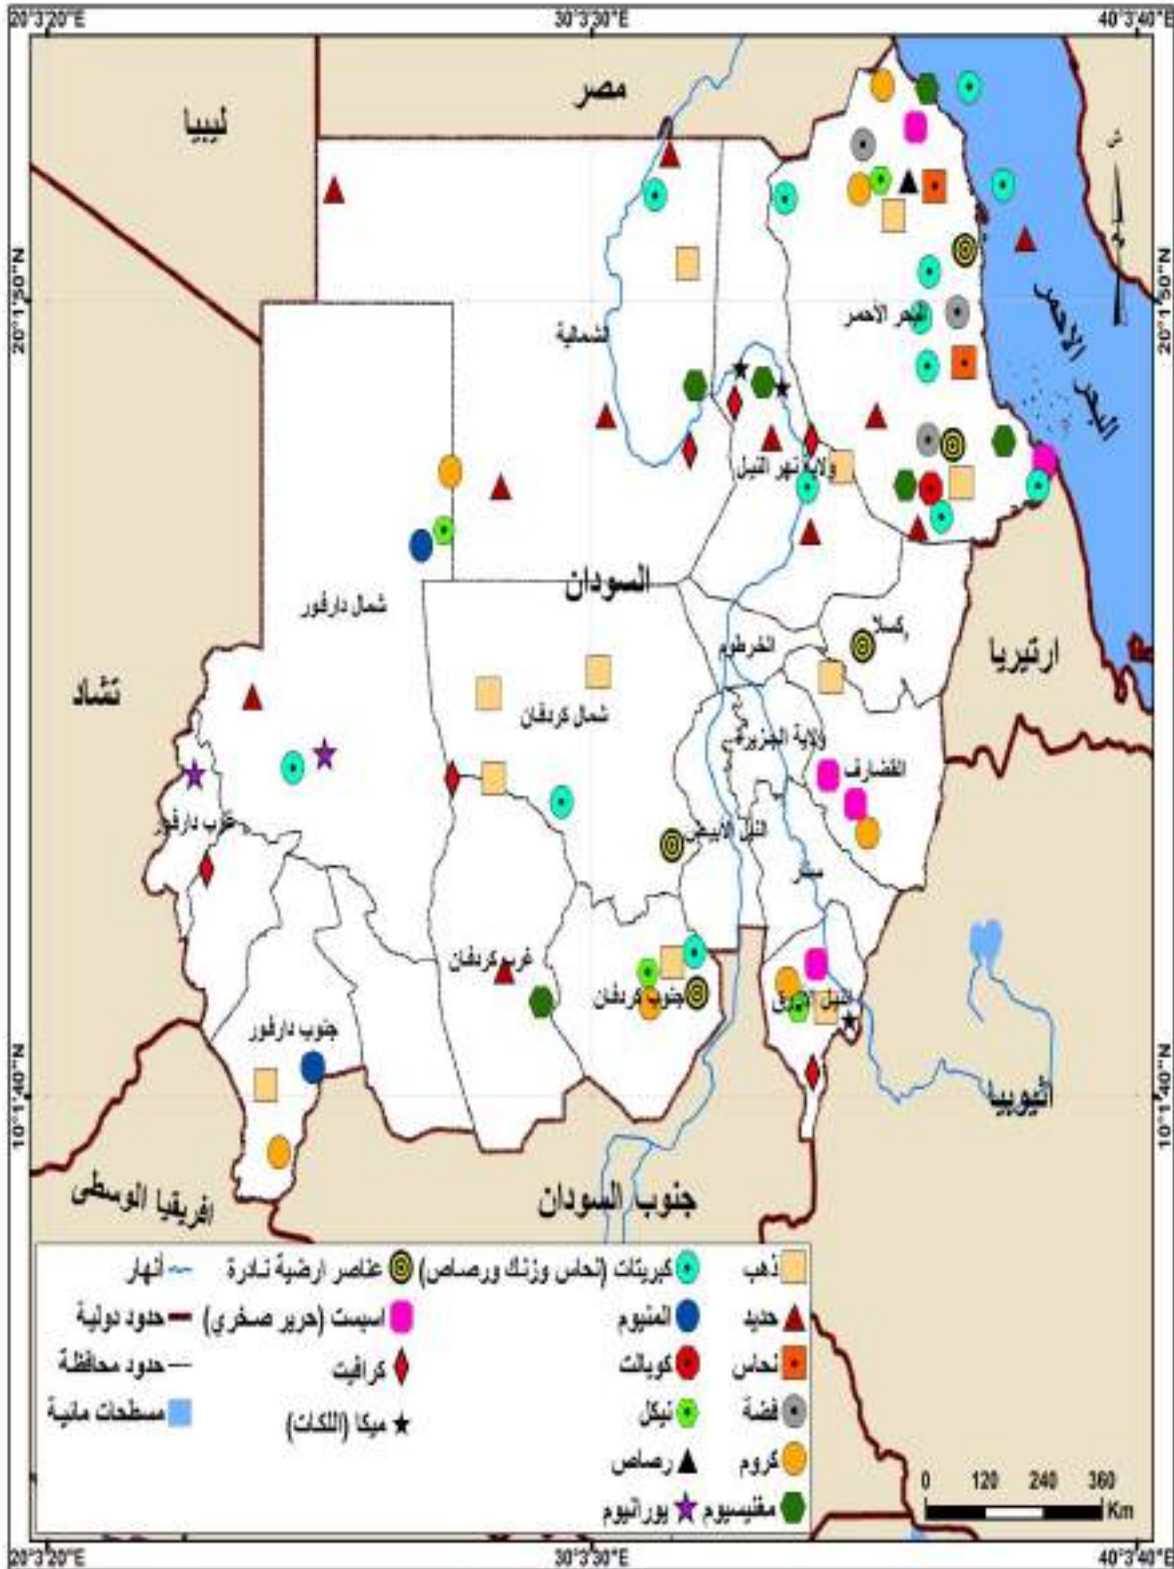 20°3'20"E 30°3'30"E 40°3'40"E
مصر
ليبيا
ش
20°1'50"N 20°1'50"N
البحر الأحمر
البحر الأحمر
الشمالية
ولاية نهر النيل
السودان
شمال دارفور
كسلا
الخرطوم
ارتيريا
تشاد
شمال كردفان
ولاية الجزيرة
القضارف
غرب دارفور
النيل الابيض
سنار
غرب كردفان
جنوب كردفان
النيل الازرق
جنوب دارفور
10°1'40"N 10°1'40"N
اثيوبيا
افريقيا الوسطى
جنوب السودان
ذهب
حديد
نحاس
فضة
كروم
مغنيسيوم
كبريتات (نحاس وزنك ورصاص)
المنيوم
كوبالت
نيكل
رصاص
يورانيوم
عناصر ارضية نادرة
اسبست (حرير صخري)
كرافيت
ميكا (اللكات)
أنهار
حدود دولية
حدود محافظة
مسطحات مائية
0 120 240 360
Km
20°3'20"E 30°3'30"E 40°3'40"E